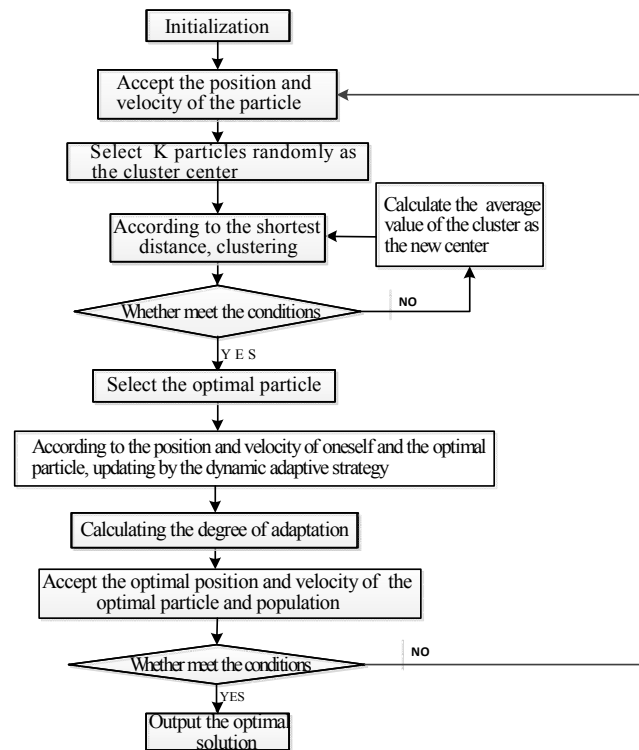 Initialization
Accept the position and
velocity of the particle
Select K particles randomly as
the cluster center
According to the shortest
distance, clustering
Calculate the average
value of the cluster as
the new center
Whether meet the conditions
NO
YES
Select the optimal particle
According to the position and velocity of oneself and the optimal
particle, updating by the dynamic adaptive strategy
Calculating the degree of adaptation
Accept the optimal position and velocity of the
optimal particle and population
Whether meet the conditions
NO
YES
Output the optimal
solution